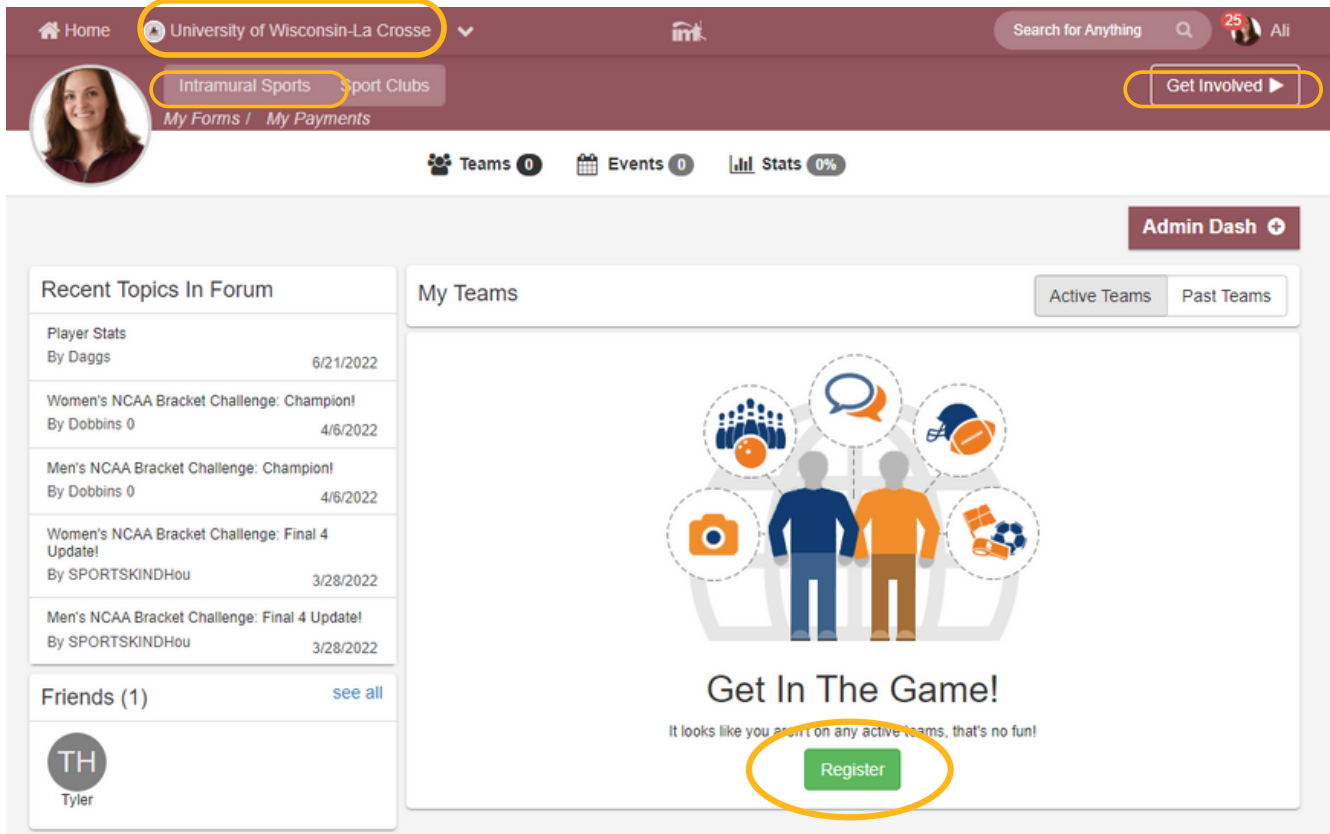 Home University of Wisconsin-La Crosse imL Search for Anything 25 Ali
Intramural Sports Sport Clubs Get Involved
My Forms / My Payments
Teams 0 Events 0 Stats 0%
Admin Dash
Recent Topics In Forum
Player Stats
By Daggs 6/21/2022
Women's NCAA Bracket Challenge: Champion!
By Dobbins 0 4/6/2022
Men's NCAA Bracket Challenge: Champion!
By Dobbins 0 4/6/2022
Women's NCAA Bracket Challenge: Final 4
Update!
By SPORTSKINDHou 3/28/2022
Men's NCAA Bracket Challenge: Final 4 Update!
By SPORTSKINDHou 3/28/2022
Friends (1) see all
TH
Tyler
My Teams Active Teams Past Teams
Get In The Game!
It looks like you aren't on any active teams, that's no fun!
Register